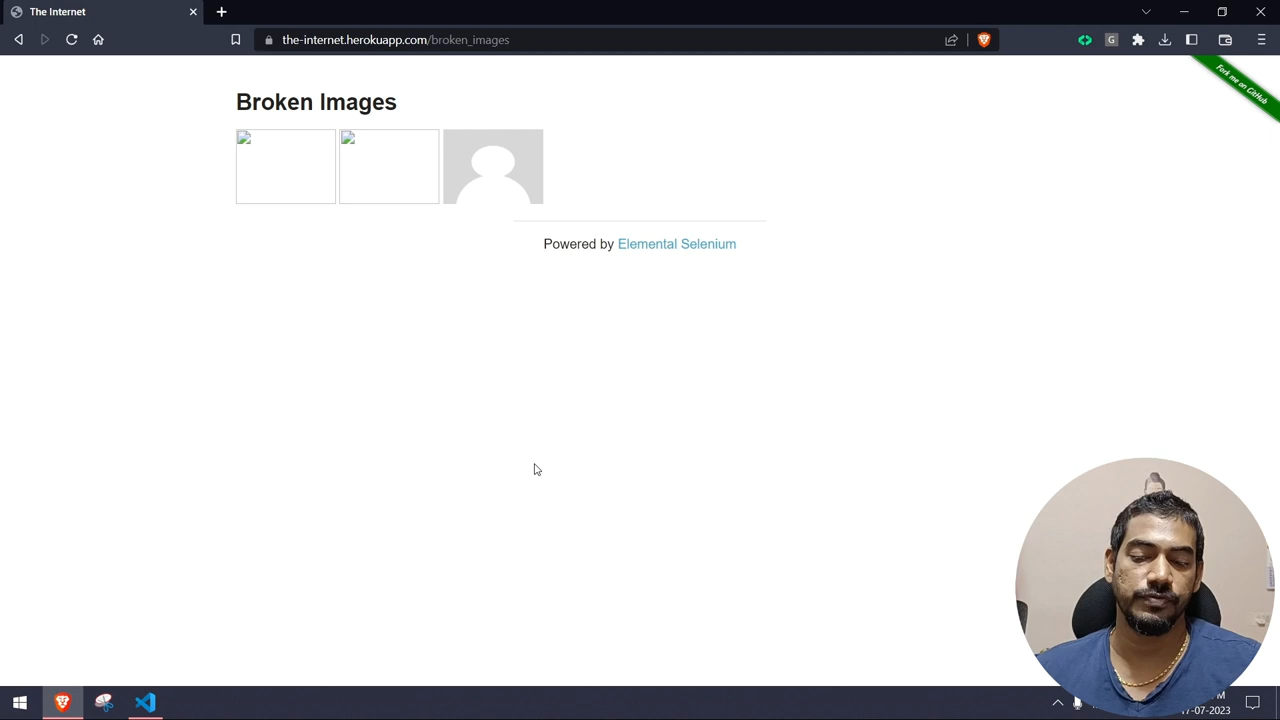 The Internet
the-internet.herokuapp.com/broken_images
G
Fork me on GitHub
Broken Images
Powered by Elemental Selenium
M
17-07-2023